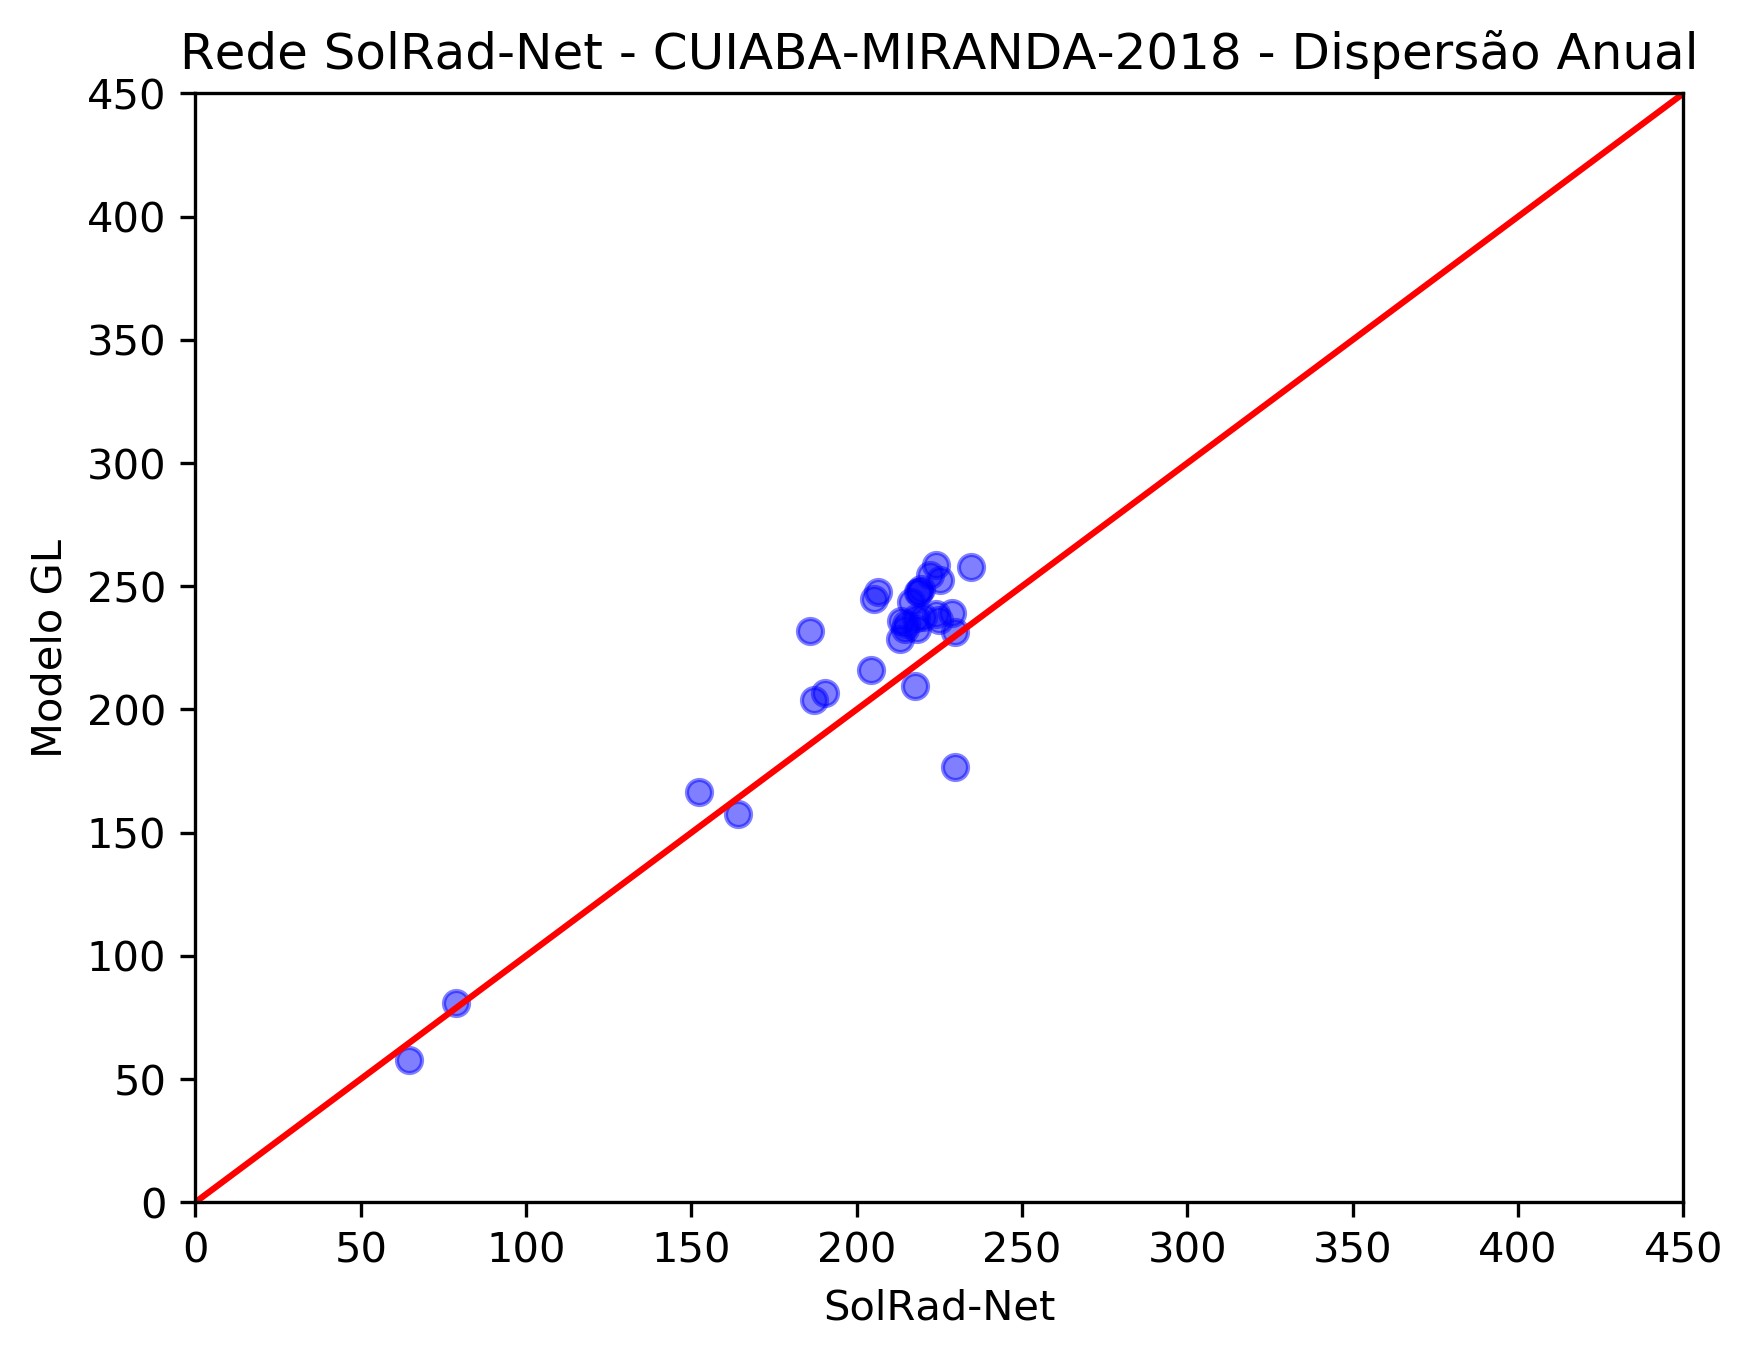 Rede SolRad-Net - CUIABA-MIRANDA-2018 - Dispersão Anual
450
400
350
300
250
200
150
100
50
0
Modelo GL
0 50 100 150 200 250 300 350 400 450
SolRad-Net